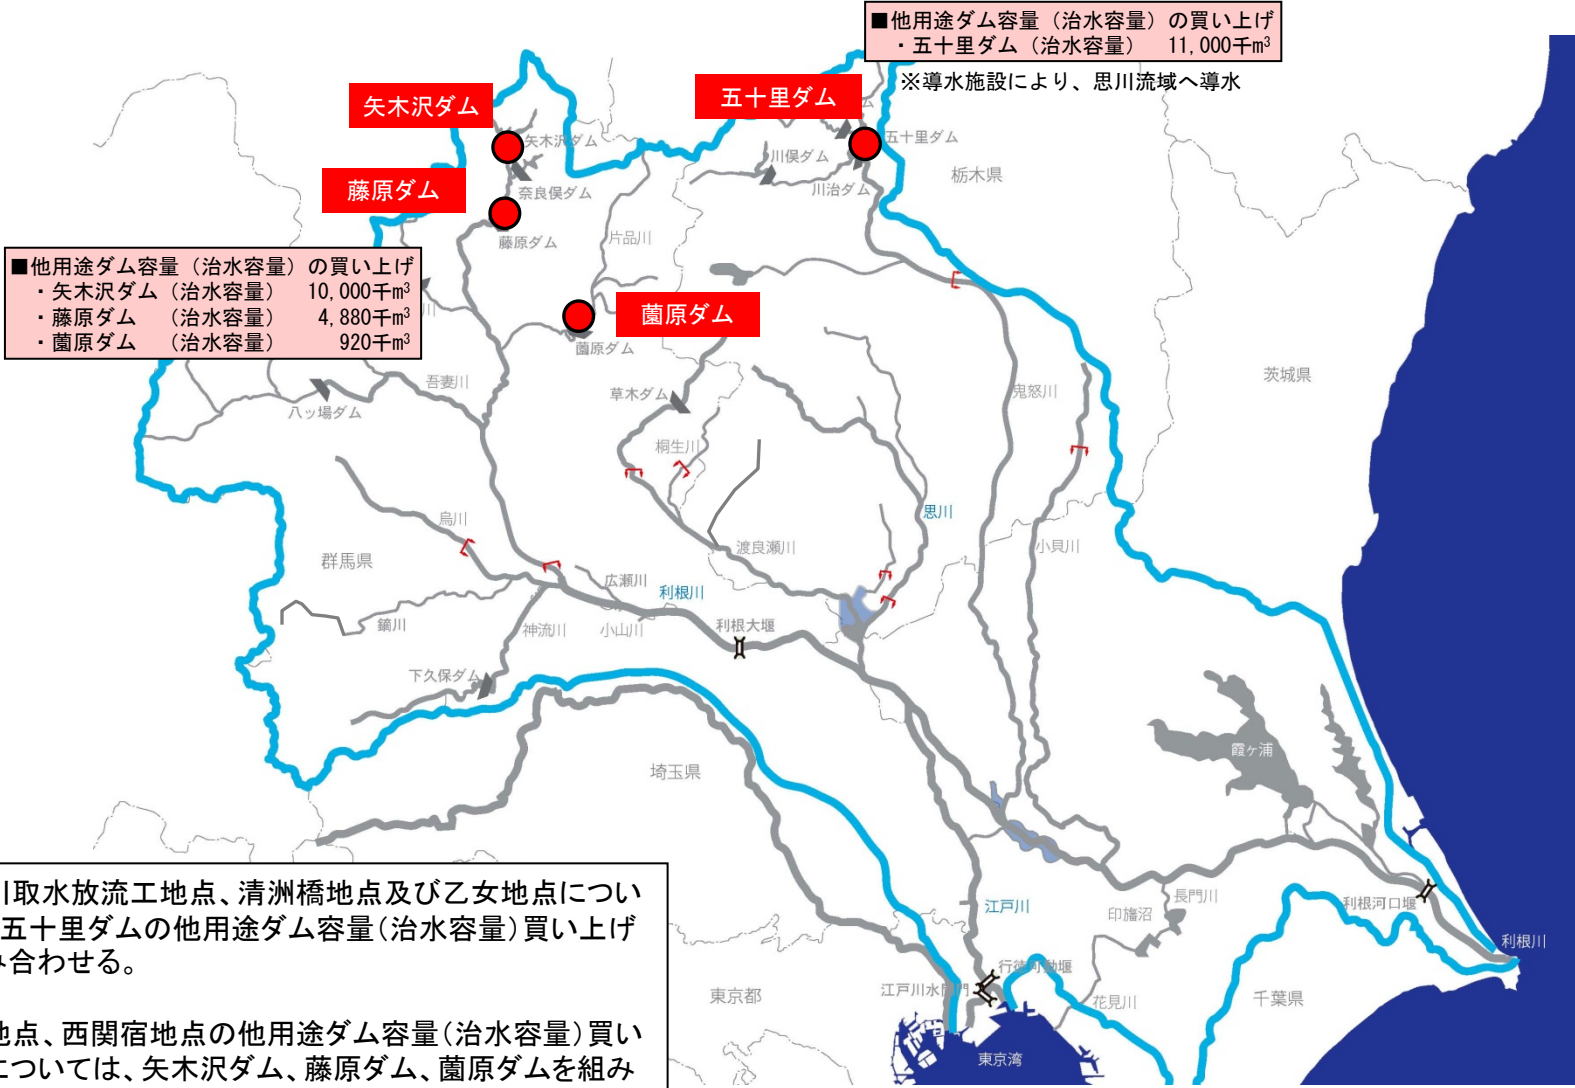 ■他用途ダム容量（治水容量）の買い上げ
・五十里ダム（治水容量）　11,000千m³
※導水施設により、思川流域へ導水
矢木沢ダム
五十里ダム
矢木沢ダム
五十里ダム
川俣ダム
栃木県
藤原ダム
奈良俣ダム
川治ダム
藤原ダム
片品川
■他用途ダム容量（治水容量）の買い上げ
・矢木沢ダム（治水容量）　10,000千m³
・藤原ダム　（治水容量）　4,880千m³
・薗原ダム　（治水容量）　920千m³
川
薗原ダム
薗原ダム
吾妻川
草木ダム
鬼怒川
茨城県
八ッ場ダム
桐生川
烏川
思川
群馬県
渡良瀬川
小貝川
広瀬川
利根川
鏑川
神流川
小山川
利根大堰
下久保ダム
霞ヶ浦
埼玉県
川取水放流工地点、清洲橋地点及び乙女地点につい
五十里ダムの他用途ダム容量（治水容量）買い上げ
み合わせる。
地点、西関宿地点の他用途ダム容量（治水容量）買い
については、矢木沢ダム、藤原ダム、薗原ダムを組み
長門川
江戸川
印旛沼
利根河口堰
利根川
行徳可動堰
東京都
江戸川水閘門
花見川
千葉県
東京湾